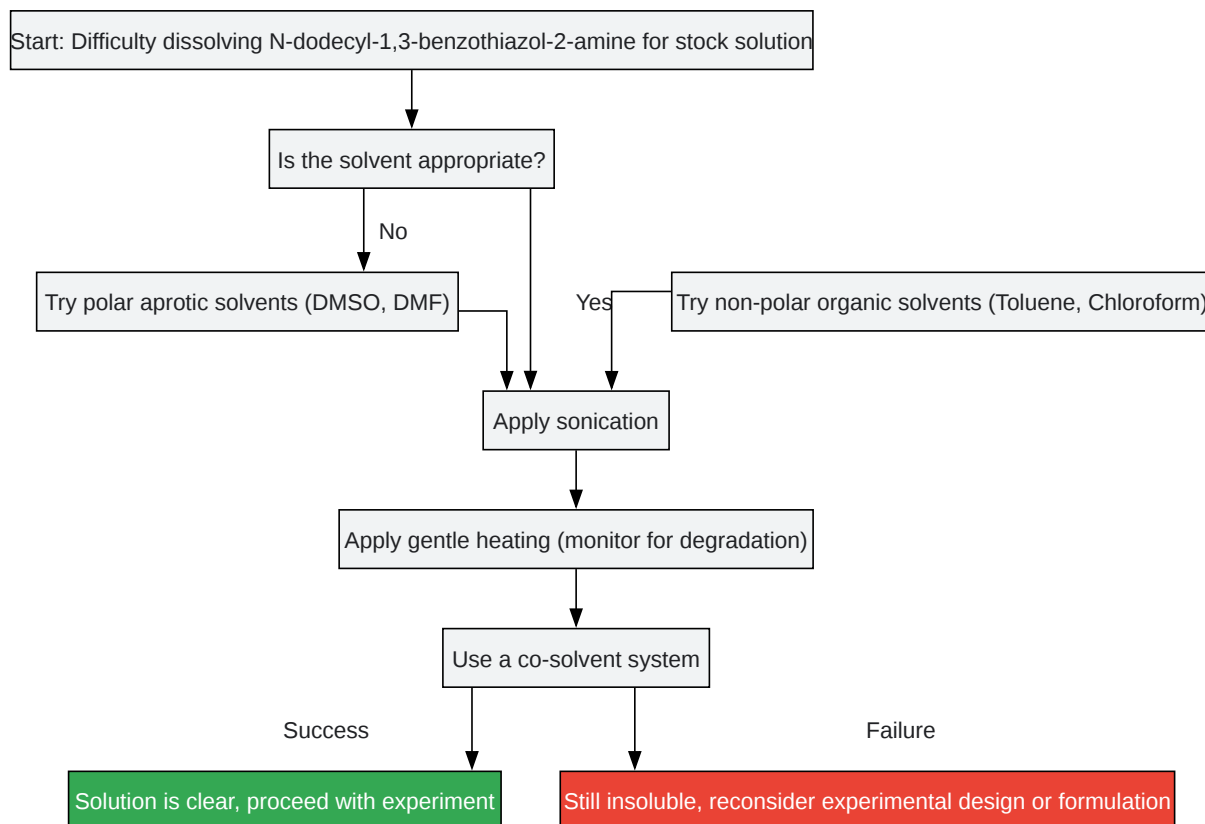 Start: Difficulty dissolving N-dodecyl-1,3-benzothiazol-2-amine for stock solution
Is the solvent appropriate?
No
Try polar aprotic solvents (DMSO, DMF)
Yes
Try non-polar organic solvents (Toluene, Chloroform)
Apply sonication
Apply gentle heating (monitor for degradation)
Use a co-solvent system
Success
Failure
Solution is clear, proceed with experiment
Still insoluble, reconsider experimental design or formulation